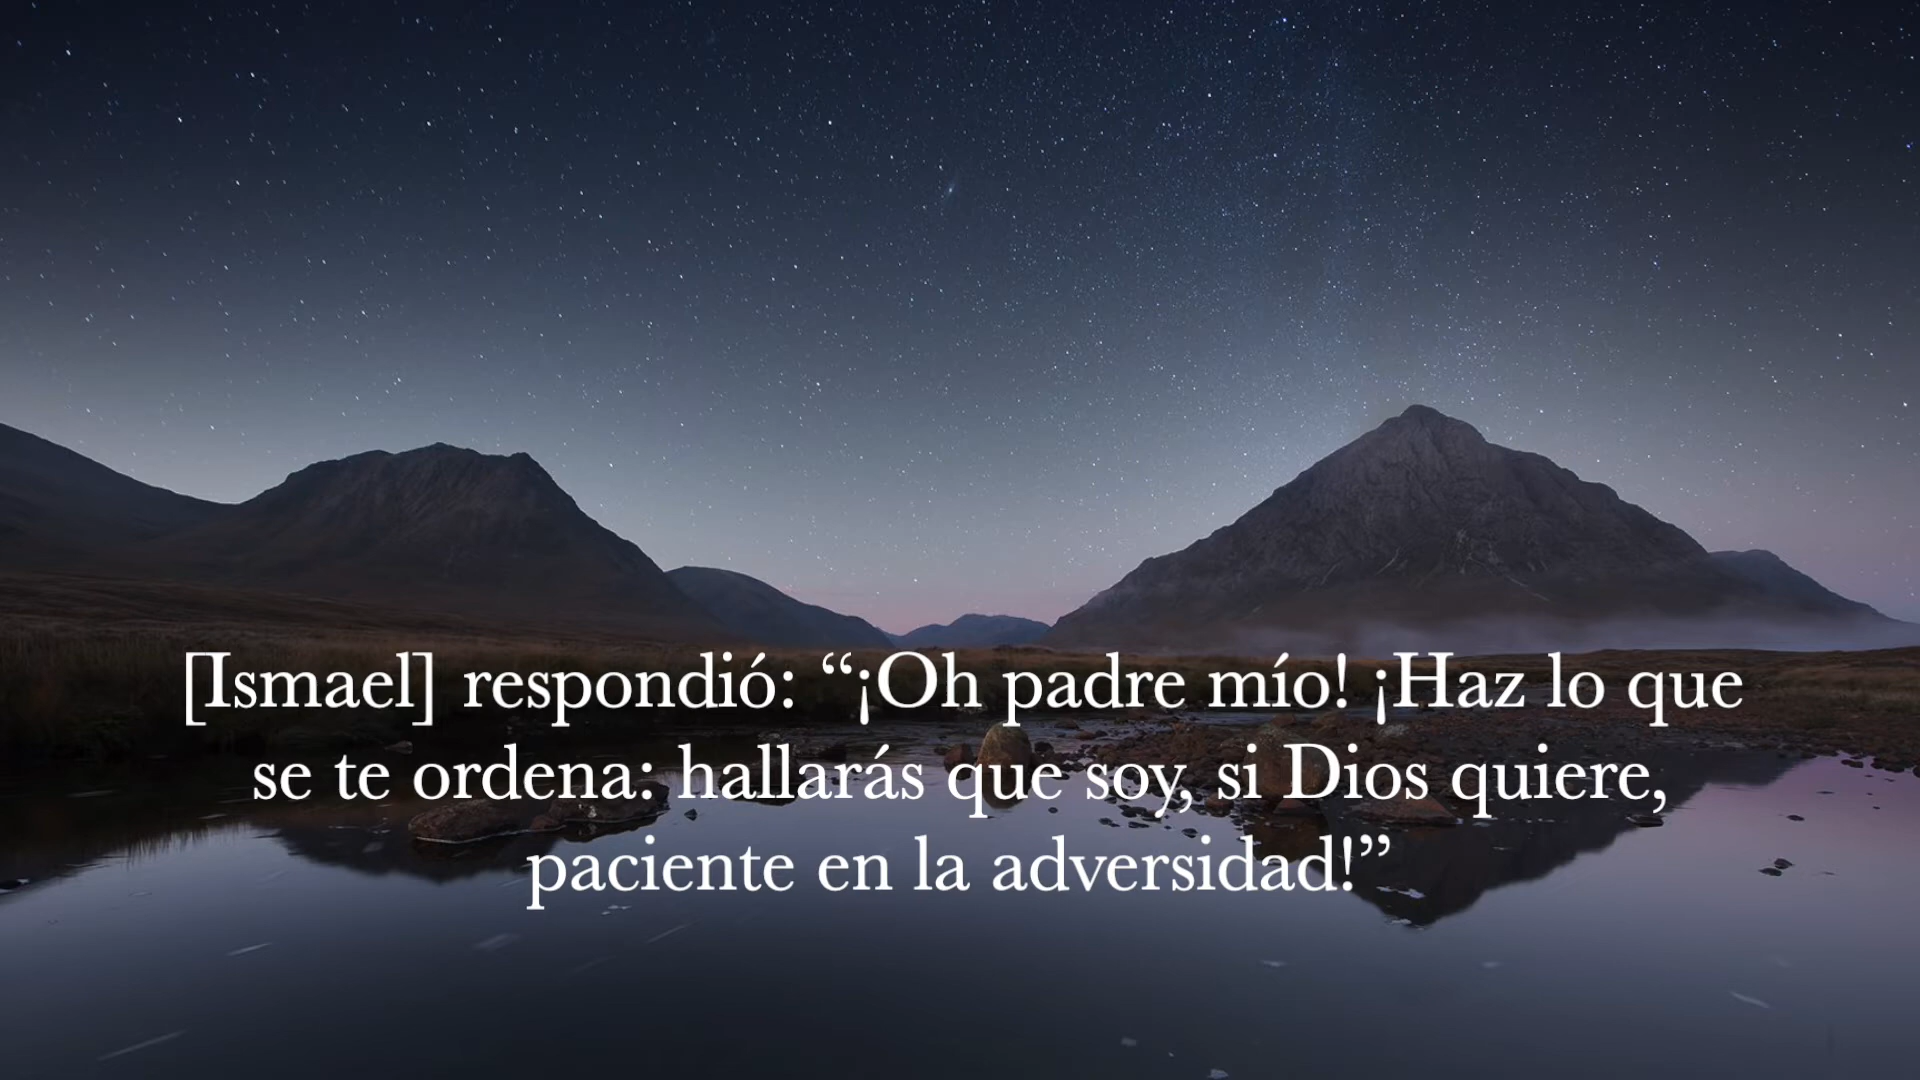 [Ismael] respondió: “¡Oh padre mío! ¡Haz lo que
se te ordena: hallarás que soy, si Dios quiere,
paciente en la adversidad!”